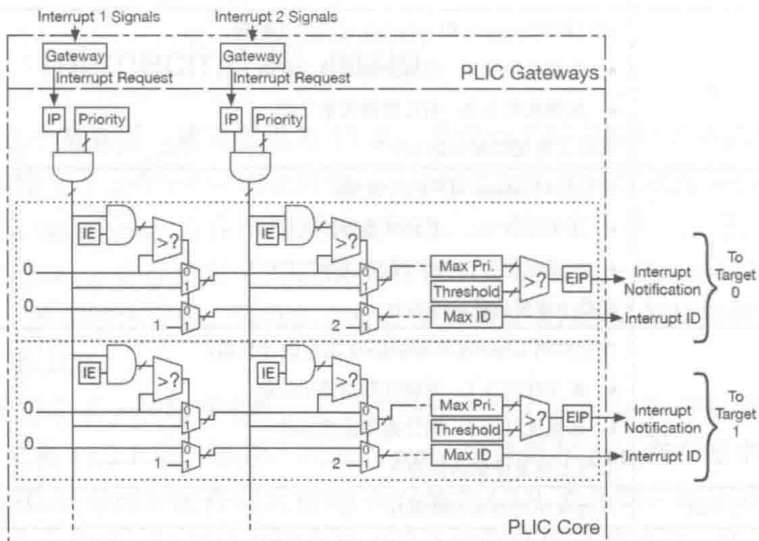 Interrupt 1 Signals
Interrupt 2 Signals
Gateway
Gateway
Interrupt Request
Interrupt Request
PLIC Gateways
IP
Priority
IP
Priority
IE
>?
IE
>?
0
0
1
0
1
Max Pri.
Threshold
>?
EIP
Interrupt
Notification
To
Target
0
0
1
0
1
2
0
1
Max ID
Interrupt ID
IE
>?
IE
>?
0
0
1
0
1
Max Pri.
Threshold
>?
EIP
Interrupt
Notification
To
Target
1
0
1
0
1
2
0
1
Max ID
Interrupt ID
PLIC Core